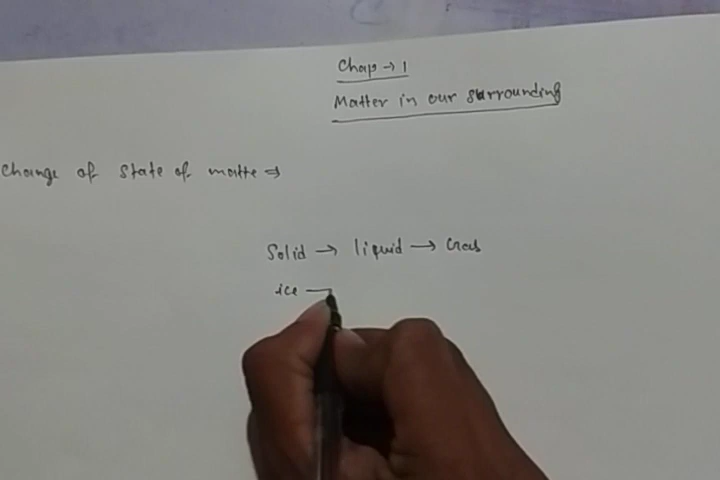 Chap → 1
Matter in our surrounding
Change of state of matte ⇒
Solid → liquid → Gas
ice —